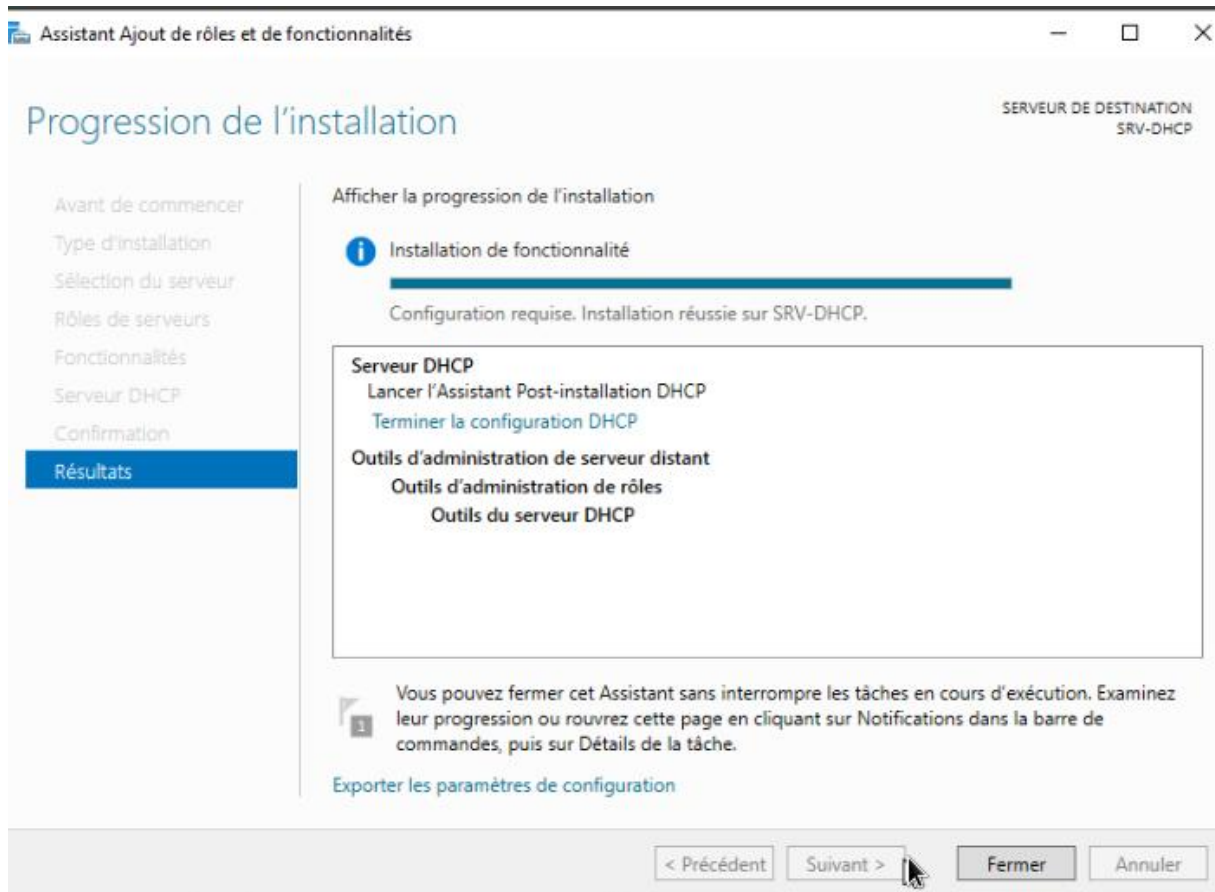 Assistant Ajout de rôles et de fonctionnalités
Progression de l'installation
SERVEUR DE DESTINATION
SRV-DHCP
Avant de commencer
Type d'installation
Sélection du serveur
Rôles de serveurs
Fonctionnalités
Serveur DHCP
Confirmation
Résultats
Afficher la progression de l'installation
Installation de fonctionnalité
Configuration requise. Installation réussie sur SRV-DHCP.
Serveur DHCP
Lancer l'Assistant Post-installation DHCP
Terminer la configuration DHCP
Outils d'administration de serveur distant
Outils d'administration de rôles
Outils du serveur DHCP
1
Vous pouvez fermer cet Assistant sans interrompre les tâches en cours d'exécution. Examinez
leur progression ou rouvrez cette page en cliquant sur Notifications dans la barre de
commandes, puis sur Détails de la tâche.
Exporter les paramètres de configuration
< Précédent
Suivant >
Fermer
Annuler